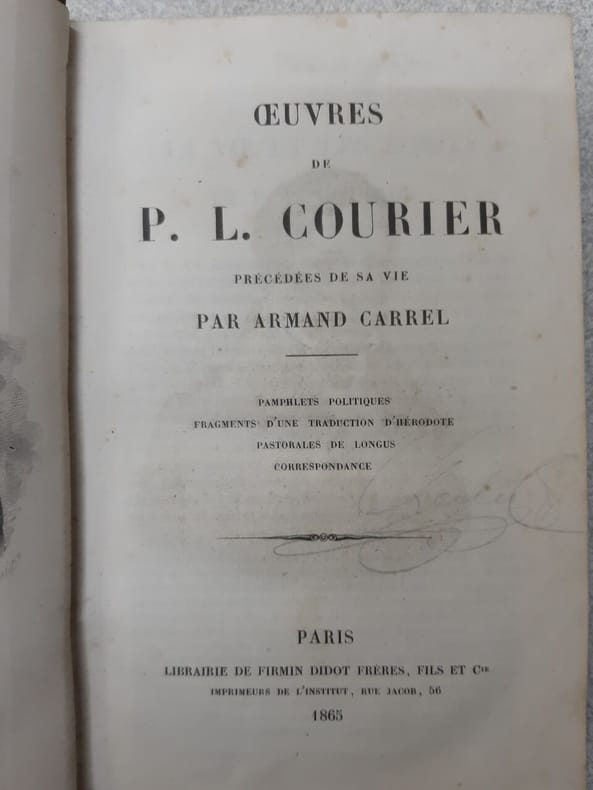 ŒUVRES
DE
P. L. COURIER
PRÉCÉDÉES DE SA VIE
PAR ARMAND CARREL
PAMPHLETS POLITIQUES
FRAGMENTS D'UNE TRADUCTION D'HÉRODOTE
PASTORALES DE LONGUS
CORRESPONDANCE
PARIS
LIBRAIRIE DE FIRMIN DIDOT FRÈRES, FILS ET Cie
IMPRIMEURS DE L'INSTITUT, RUE JACOB, 56
1865